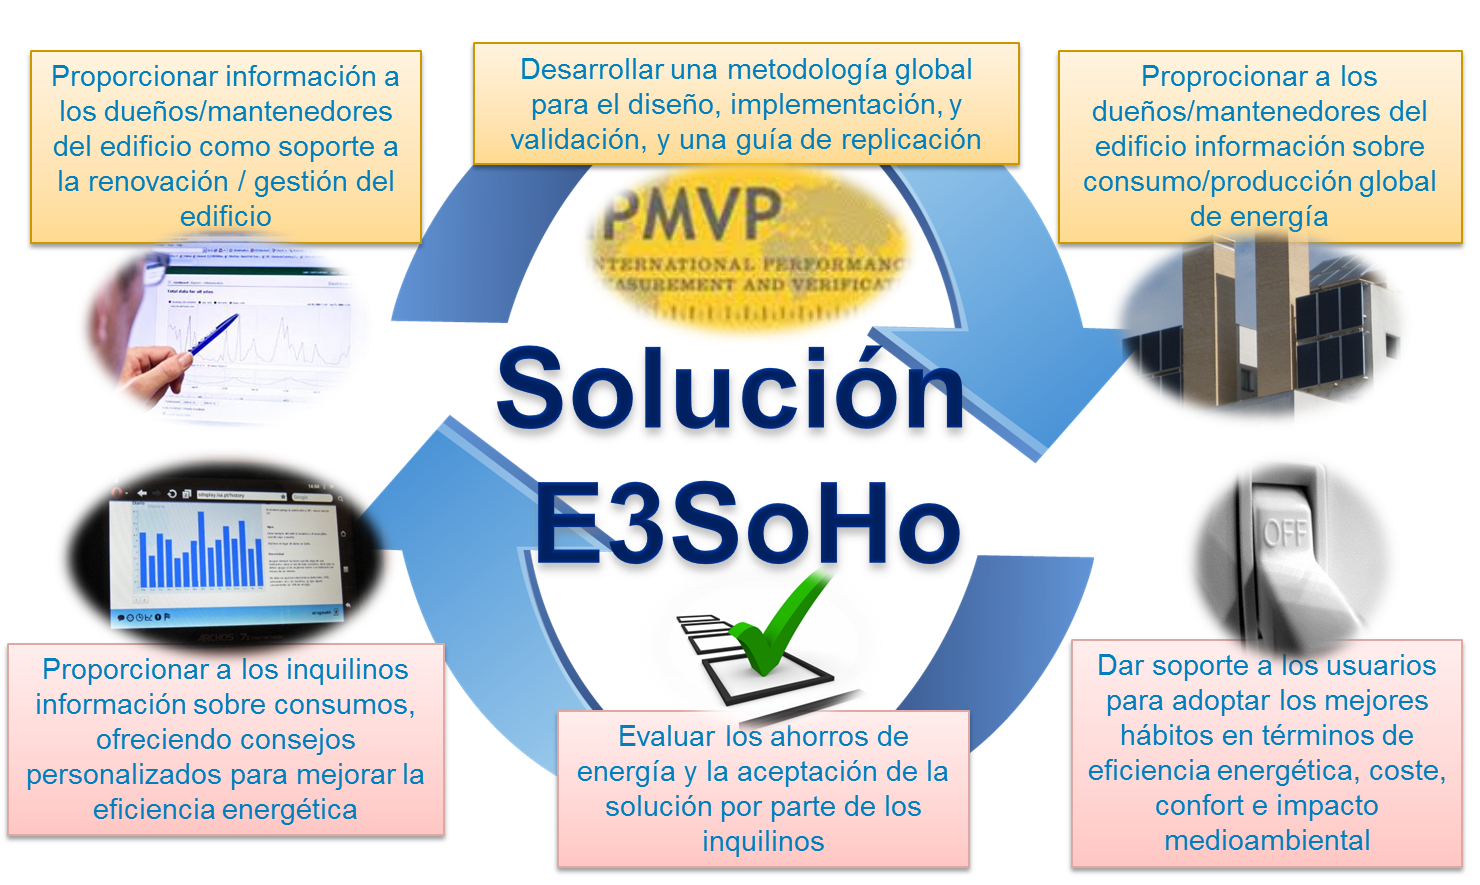 Proporcionar información a
los dueños/mantenedores
del edificio como soporte a
la renovación / gestión del
edificio
Desarrollar una metodología global
para el diseño, implementación, y
validación, y una guía de replicación
Proprocionar a los
dueños/mantenedores del
edificio información sobre
consumo/producción global
de energía
PMVP
NTERNATIONAL PERFORMANC
ASUREMENT AND VERIFICAT
Solución
E3SoHo
OFF
Proporcionar a los inquilinos
información sobre consumos,
ofreciendo consejos
personalizados para mejorar la
eficiencia energética
Evaluar los ahorros de
energía y la aceptación de la
solución por parte de los
inquilinos
Dar soporte a los usuarios
para adoptar los mejores
hábitos en términos de
eficiencia energética, coste,
confort e impacto
medioambiental